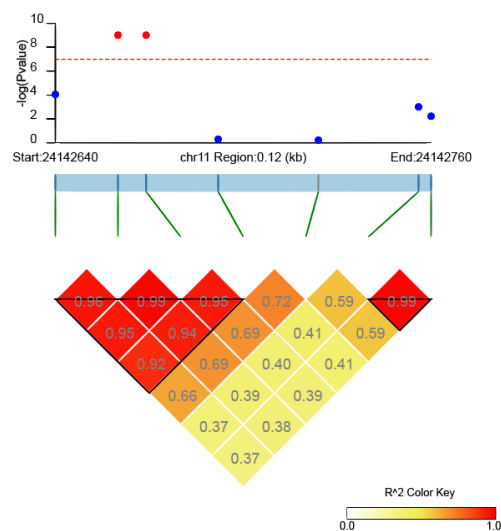 10
8
6
4
2
0
-log(Pvalue)
Start:24142640 chr11 Region:0.12 (kb) End:24142760
0.96 0.99 0.95 0.72 0.59 0.99
0.95 0.94 0.69 0.41 0.59
0.92 0.69 0.40 0.41
0.66 0.39 0.39
0.37 0.38
0.37
R^2 Color Key
0.0 1.0